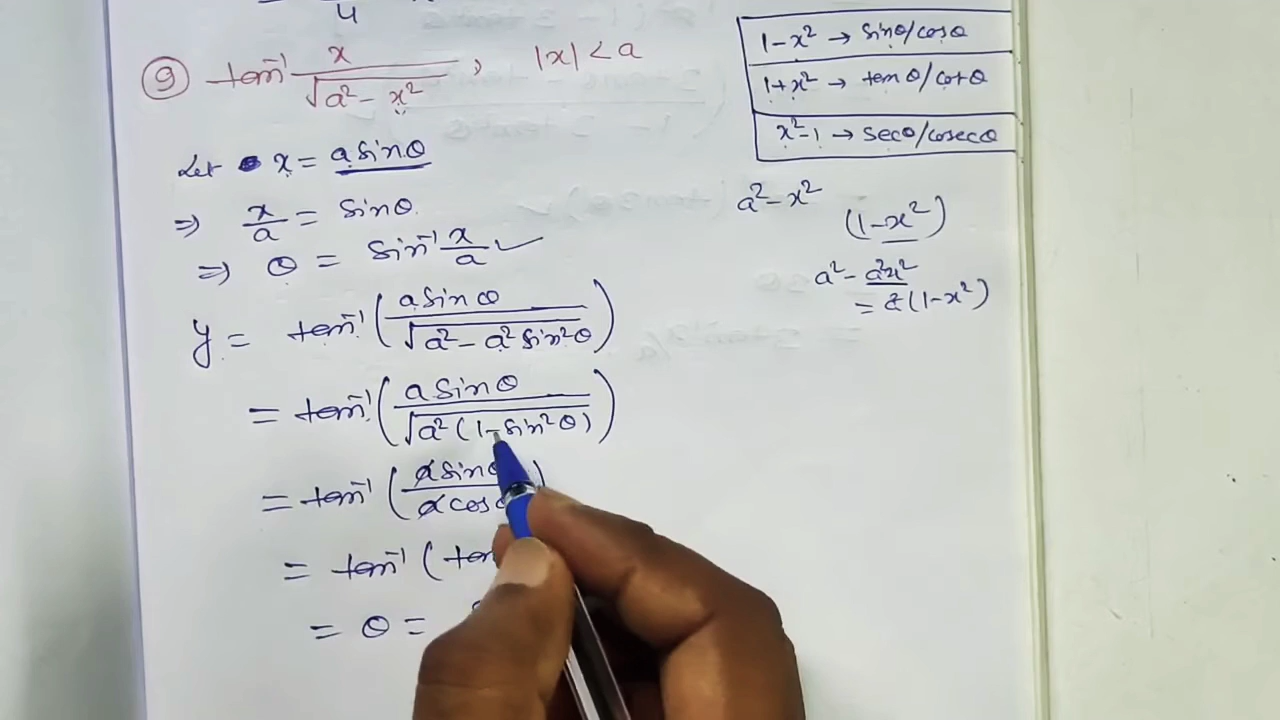 4
⑨ tan⁻¹ x/√(a² − x²), |x| < a
Let x = a sinθ
⇒ x/a = sinθ
⇒ θ = sin⁻¹ x/a ✓
y = tan⁻¹ (a sinθ / √(a² − a² sin²θ))
= tan⁻¹ (a sinθ / √(a² (1 − sin²θ)))
= tan⁻¹ (a sinθ / a cos
= tan⁻¹ (tan
= θ =
1 − x² → sinθ/cosθ
1 + x² → tanθ/cotθ
x² − 1 → secθ/cosecθ
a² − x²
(1 − x²)
a² − a²x²
= a² (1 − x²)